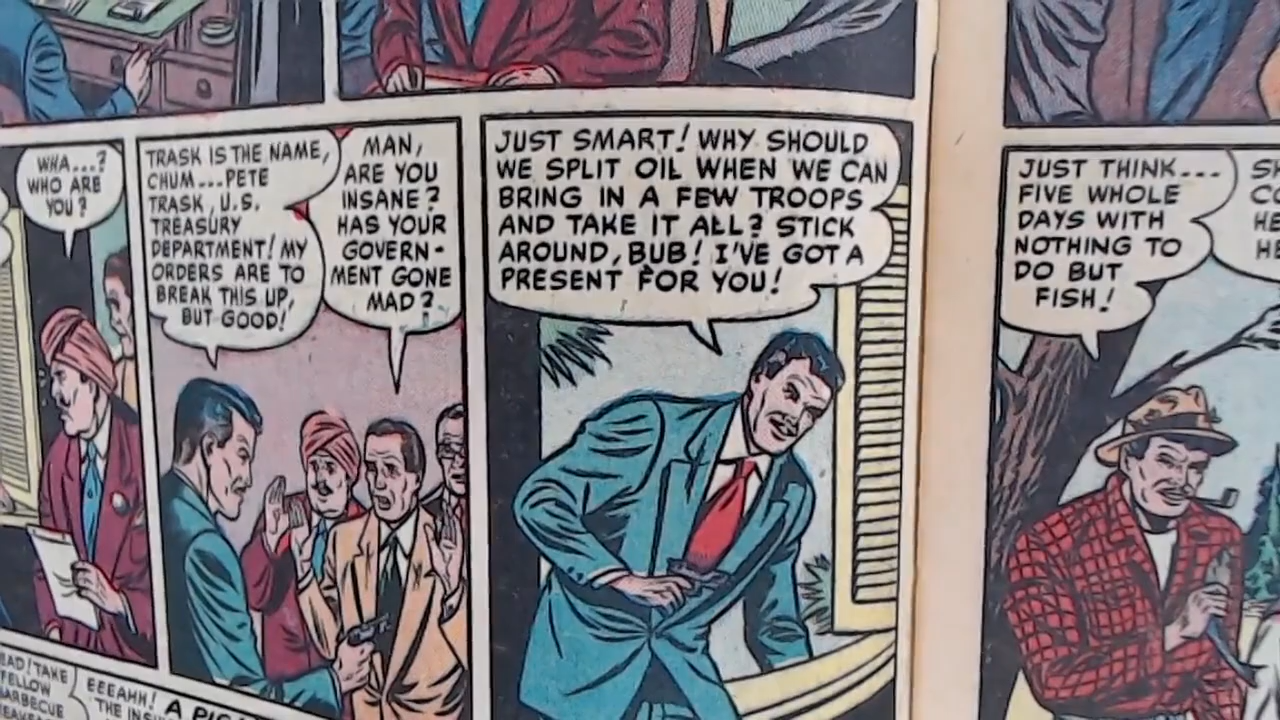 WHA...?
WHO ARE
YOU?
TRASK IS THE NAME,
CHUM...PETE
TRASK, U.S.
TREASURY
DEPARTMENT! MY
ORDERS ARE TO
BREAK THIS UP,
BUT GOOD!
MAN,
ARE YOU
INSANE?
HAS YOUR
GOVERN-
MENT GONE
MAD?
JUST SMART! WHY SHOULD
WE SPLIT OIL WHEN WE CAN
BRING IN A FEW TROOPS
AND TAKE IT ALL? STICK
AROUND, BUB! I'VE GOT A
PRESENT FOR YOU!
JUST THINK...
FIVE WHOLE
DAYS WITH
NOTHING TO
DO BUT
FISH!
TAKE
FELLOW
EEEAHH!
THE